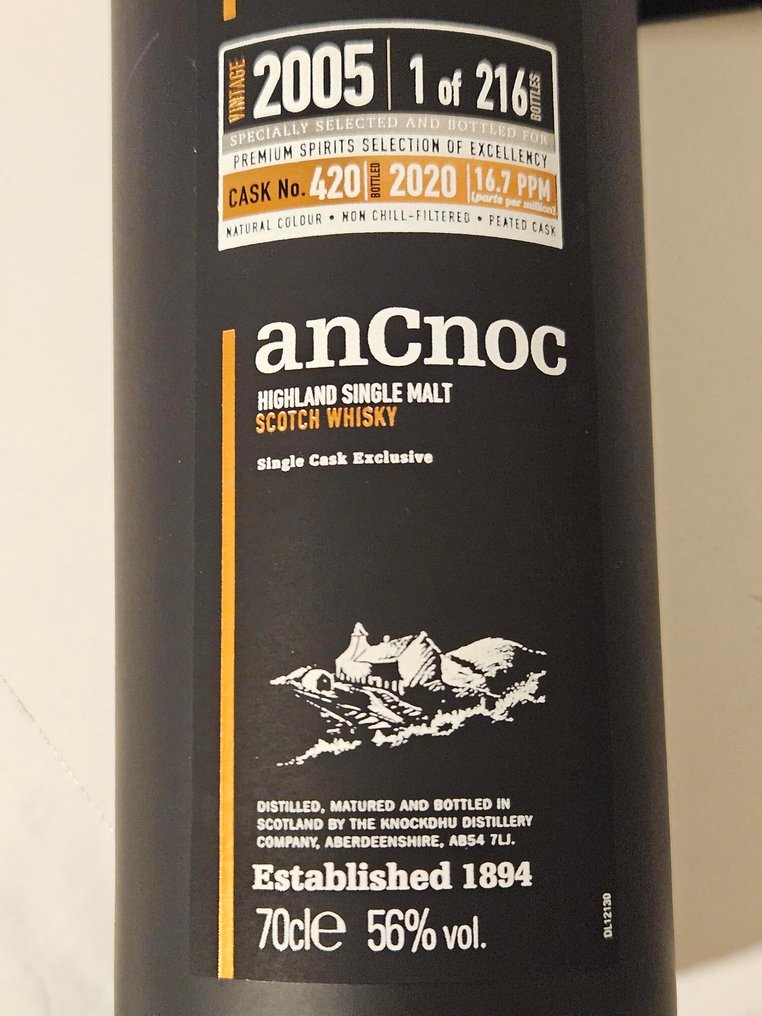 VINTAGE 2005 | 1 of 216 BOTTLES
SPECIALLY SELECTED AND BOTTLED FOR
PREMIUM SPIRITS SELECTION OF EXCELLENCY
CASK No. 420 | BOTTLED 2020 | 16.7 PPM
(parts per million)
NATURAL COLOUR • NON CHILL-FILTERED • PEATED CASK
anCnoc
HIGHLAND SINGLE MALT
SCOTCH WHISKY
Single Cask Exclusive
DISTILLED, MATURED AND BOTTLED IN
SCOTLAND BY THE KNOCKDHU DISTILLERY
COMPANY, ABERDEENSHIRE, AB54 7LJ.
Established 1894
70cl℮ 56% vol.
DL12130